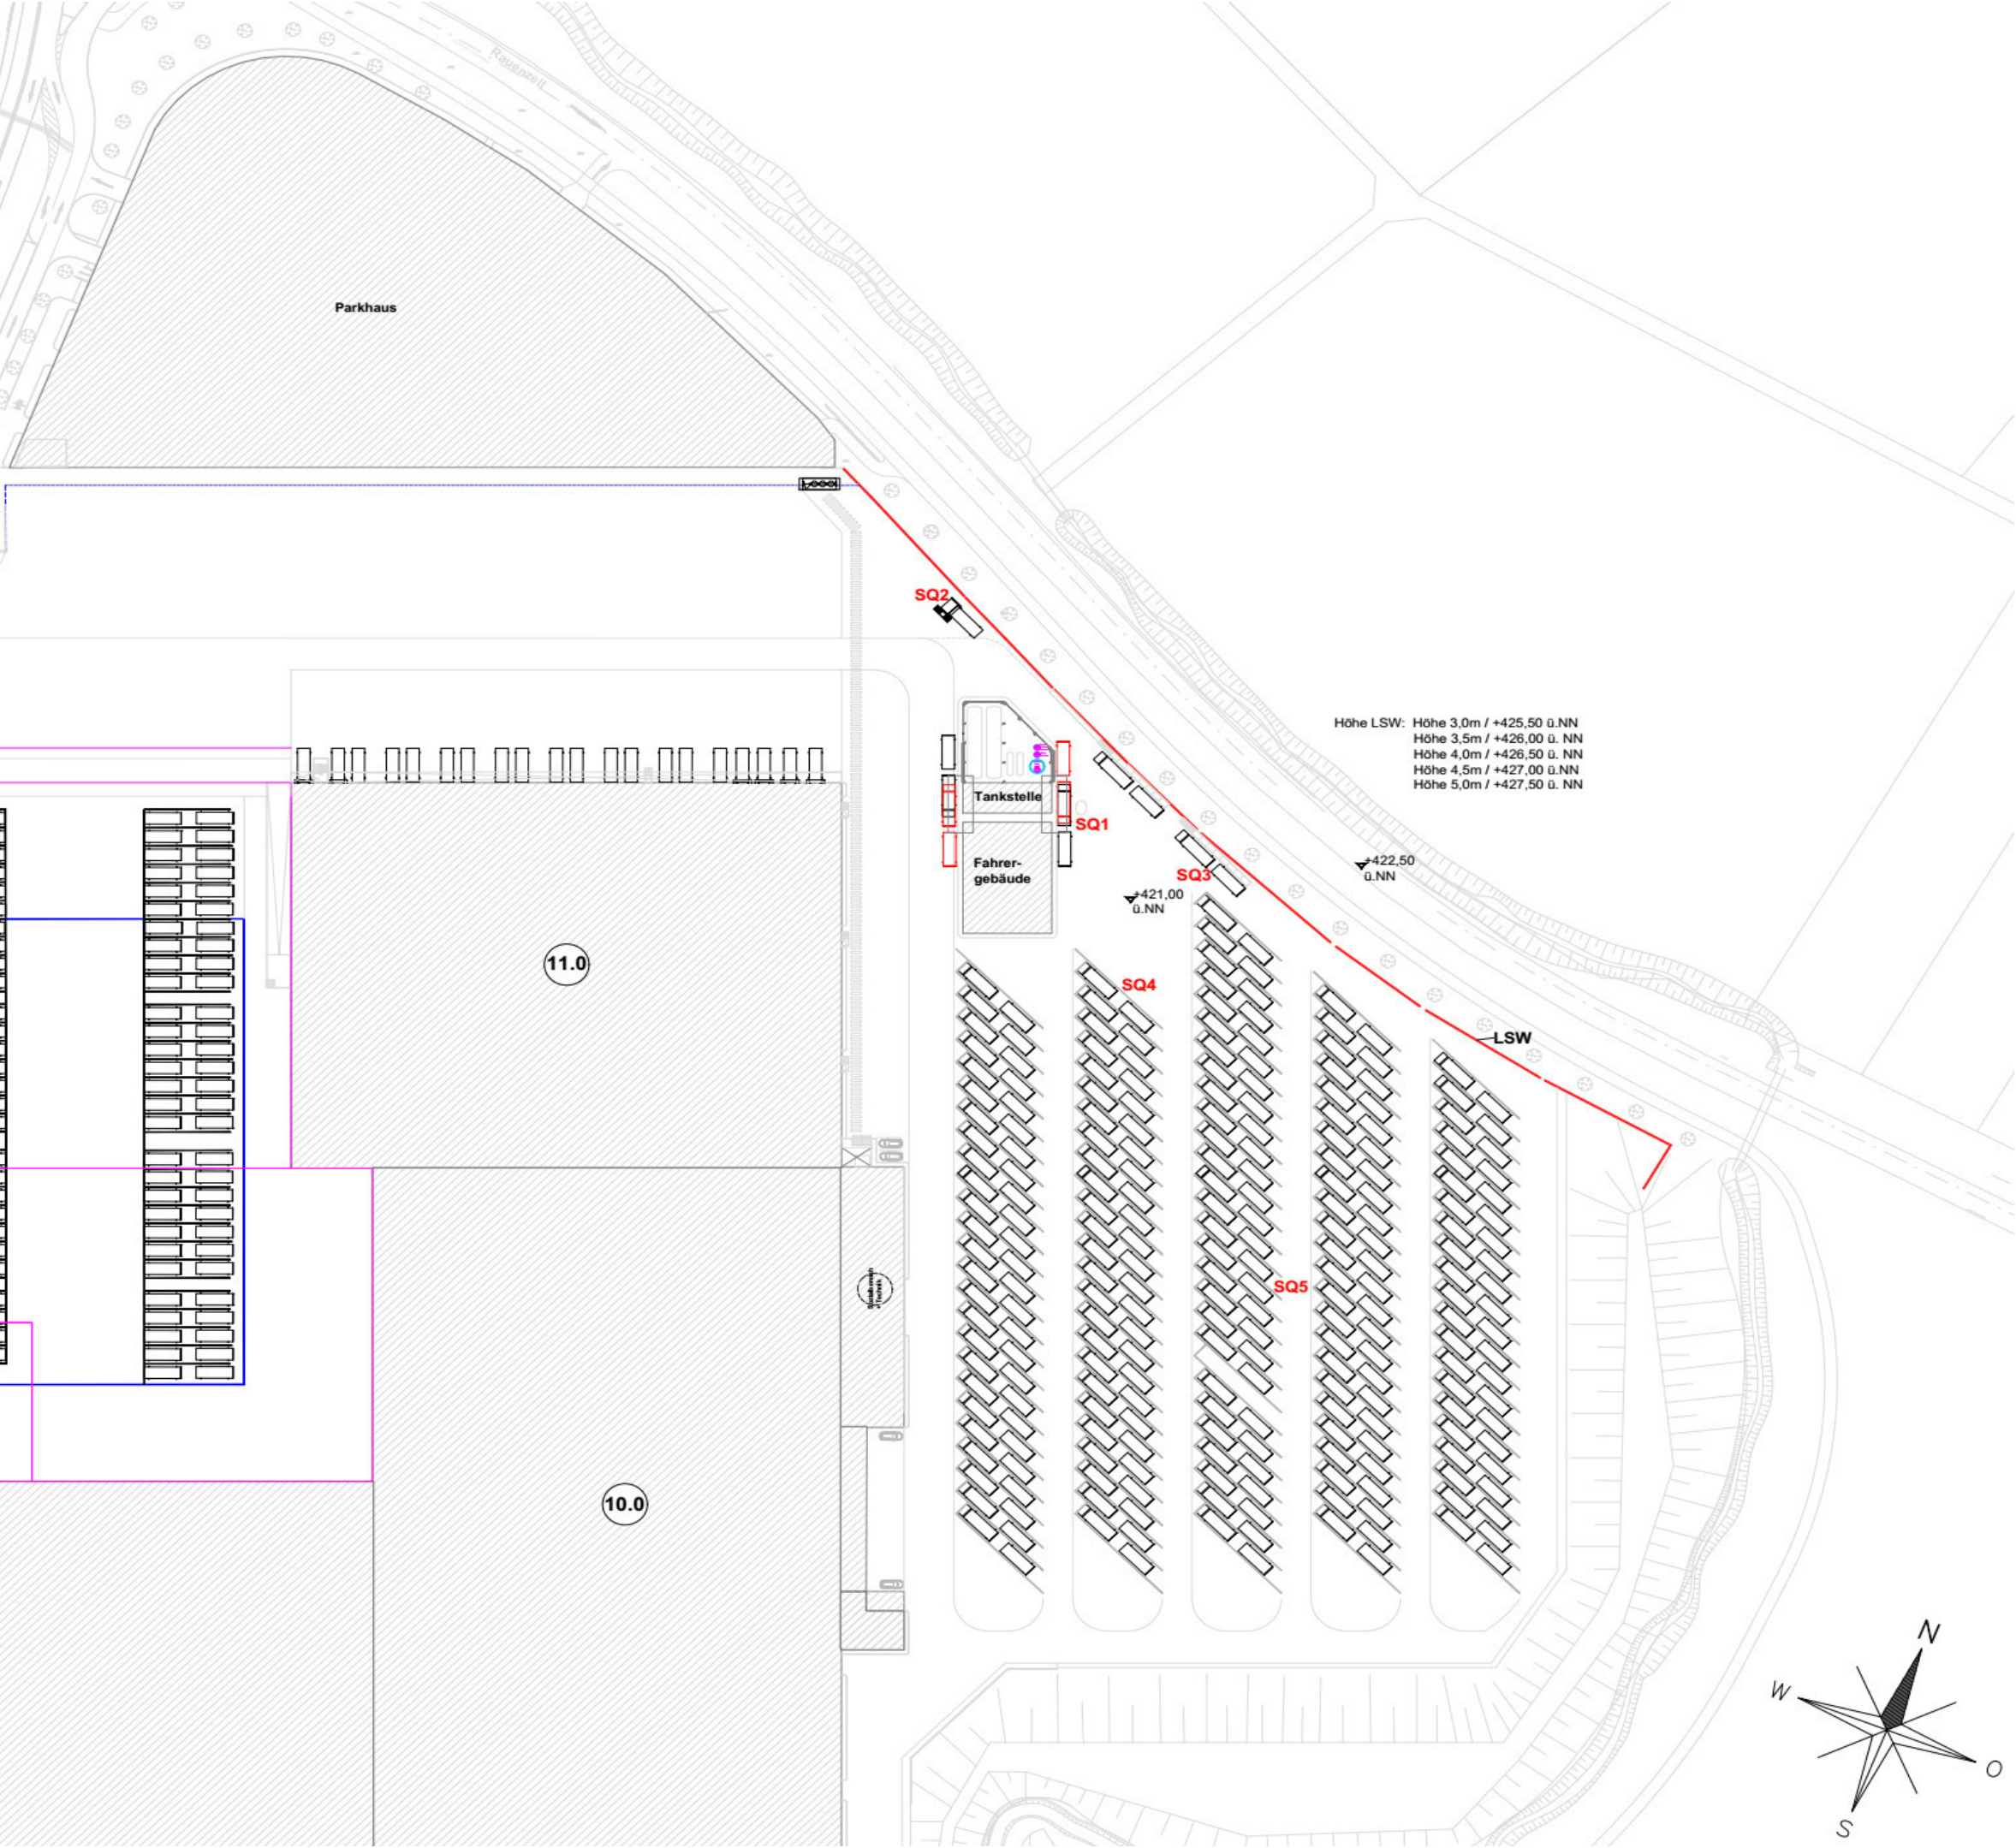 Rauenzell
Parkhaus
SQ2
Höhe LSW: Höhe 3,0m / +425,50 ü.NN
Höhe 3,5m / +426,00 ü. NN
Höhe 4,0m / +426,50 ü. NN
Höhe 4,5m / +427,00 ü.NN
Höhe 5,0m / +427,50 ü. NN
Tankstelle
SQ1
Fahrer-
gebäude
SQ3
+422,50
ü.NN
+421,00
ü.NN
11.0
SQ4
LSW
SQ5
Technik
10.0
N
W
O
S